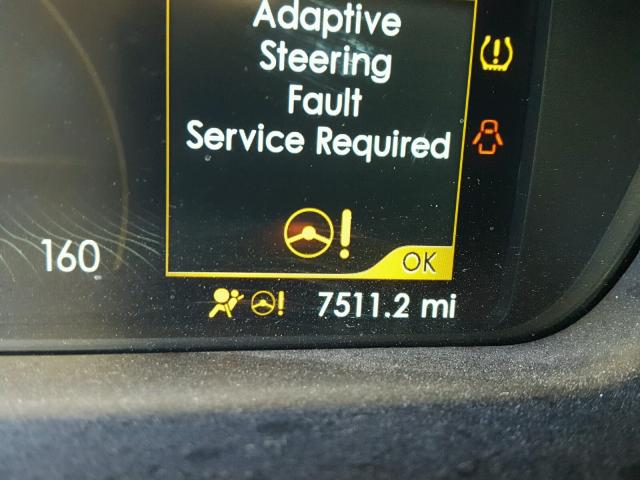 Adaptive
Steering
Fault
Service Required
OK
160
7511.2 mi